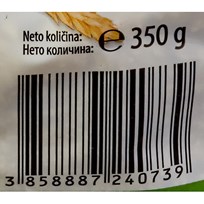 Neto količina:
Нето количина: ℮ 350 g
3 858887 240739